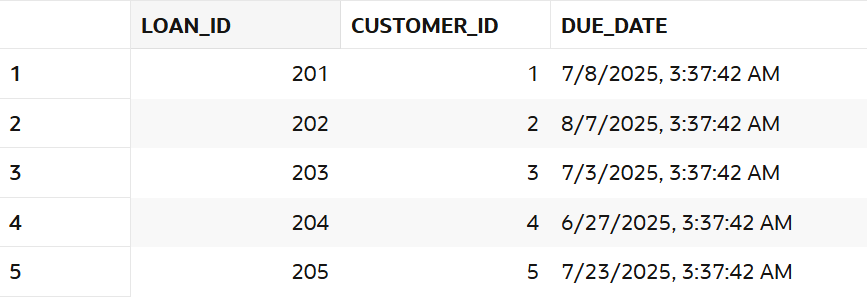 LOAN_ID CUSTOMER_ID DUE_DATE
1 201 1 7/8/2025, 3:37:42 AM
2 202 2 8/7/2025, 3:37:42 AM
3 203 3 7/3/2025, 3:37:42 AM
4 204 4 6/27/2025, 3:37:42 AM
5 205 5 7/23/2025, 3:37:42 AM